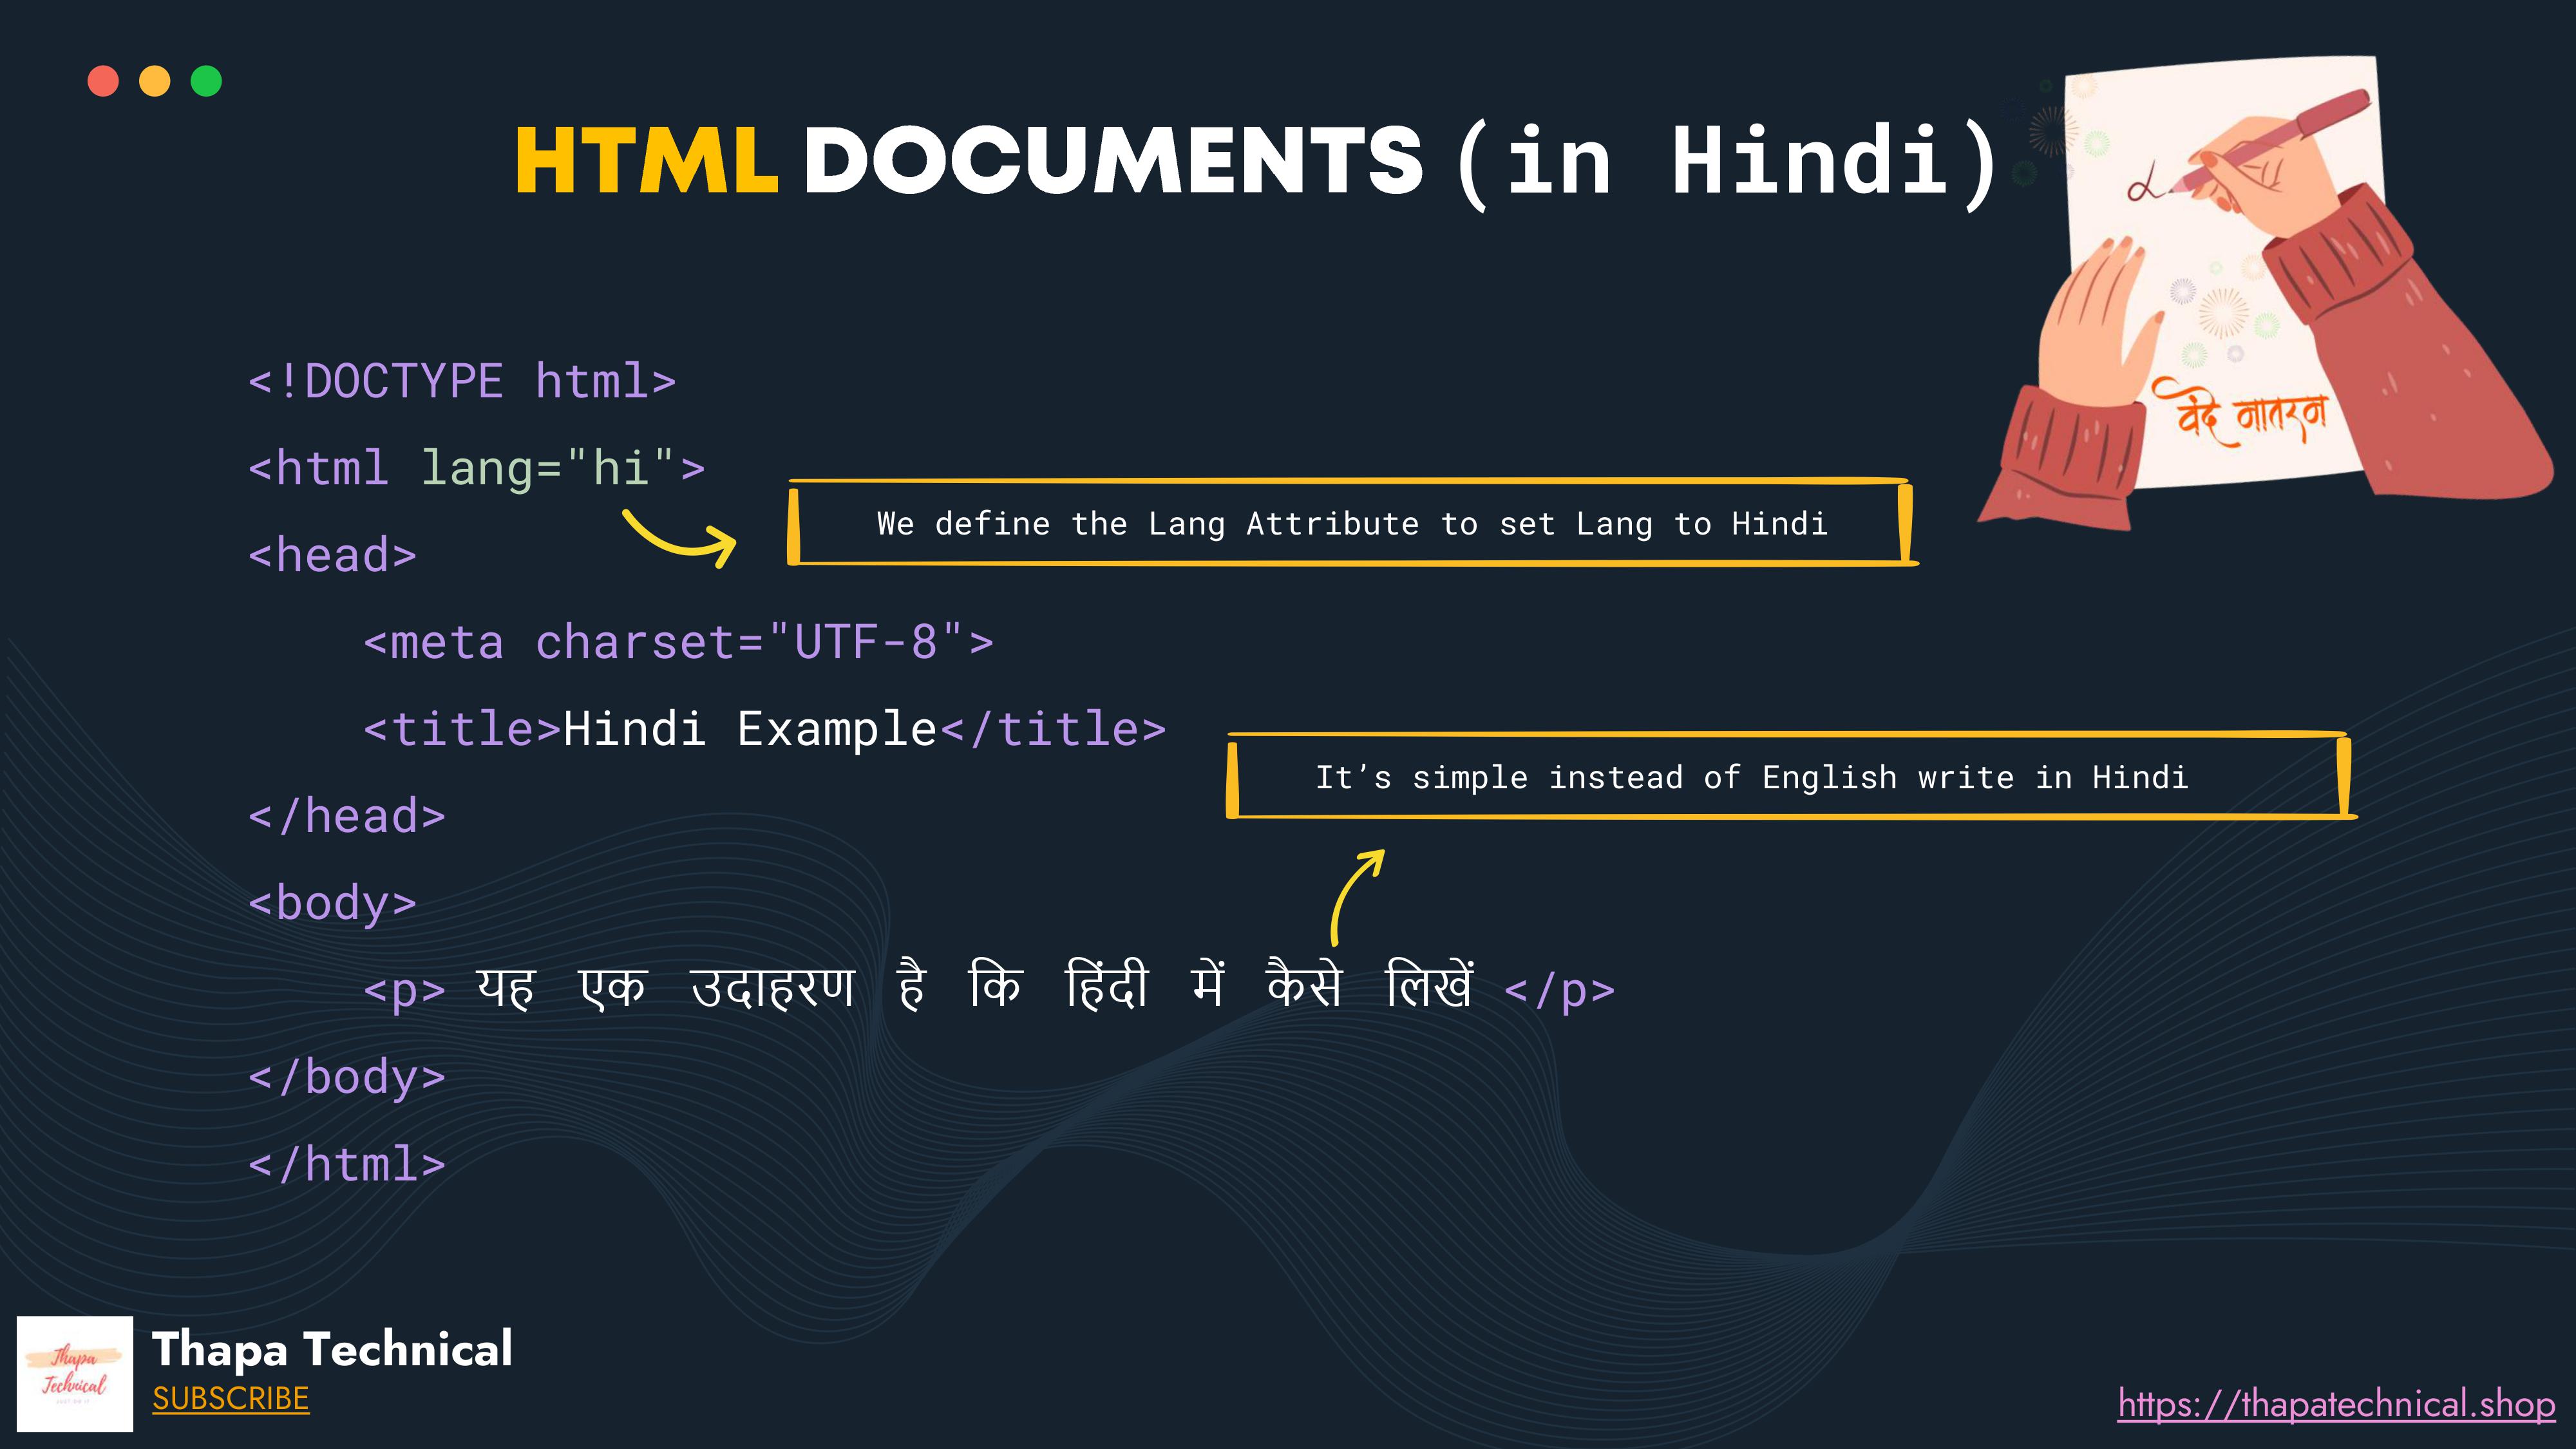 HTML DOCUMENTS (in Hindi)
<!DOCTYPE html>
<html lang="hi">
We define the Lang Attribute to set Lang to Hindi
<head>
<meta charset="UTF-8">
<title>Hindi Example</title>
It’s simple instead of English write in Hindi
</head>
<body>
<p> यह एक उदाहरण है कि हिंदी में कैसे लिखें </p>
</body>
</html>
वंदे मातरम
Thapa
Technical
Thapa Technical
SUBSCRIBE
https://thapatechnical.shop